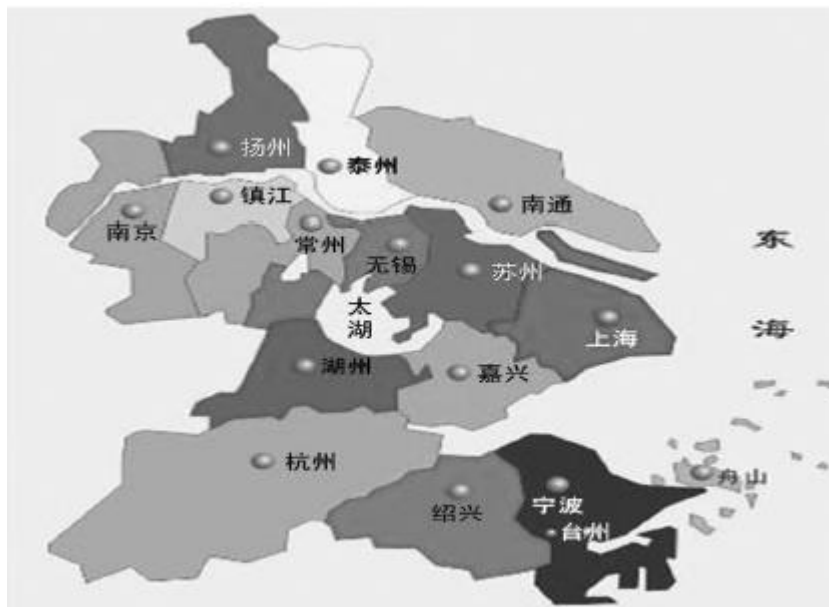 扬州
泰州
镇江
南通
南京
常州
无锡
苏州
东
海
太
湖
上海
湖州
嘉兴
杭州
舟山
绍兴
宁波
台州